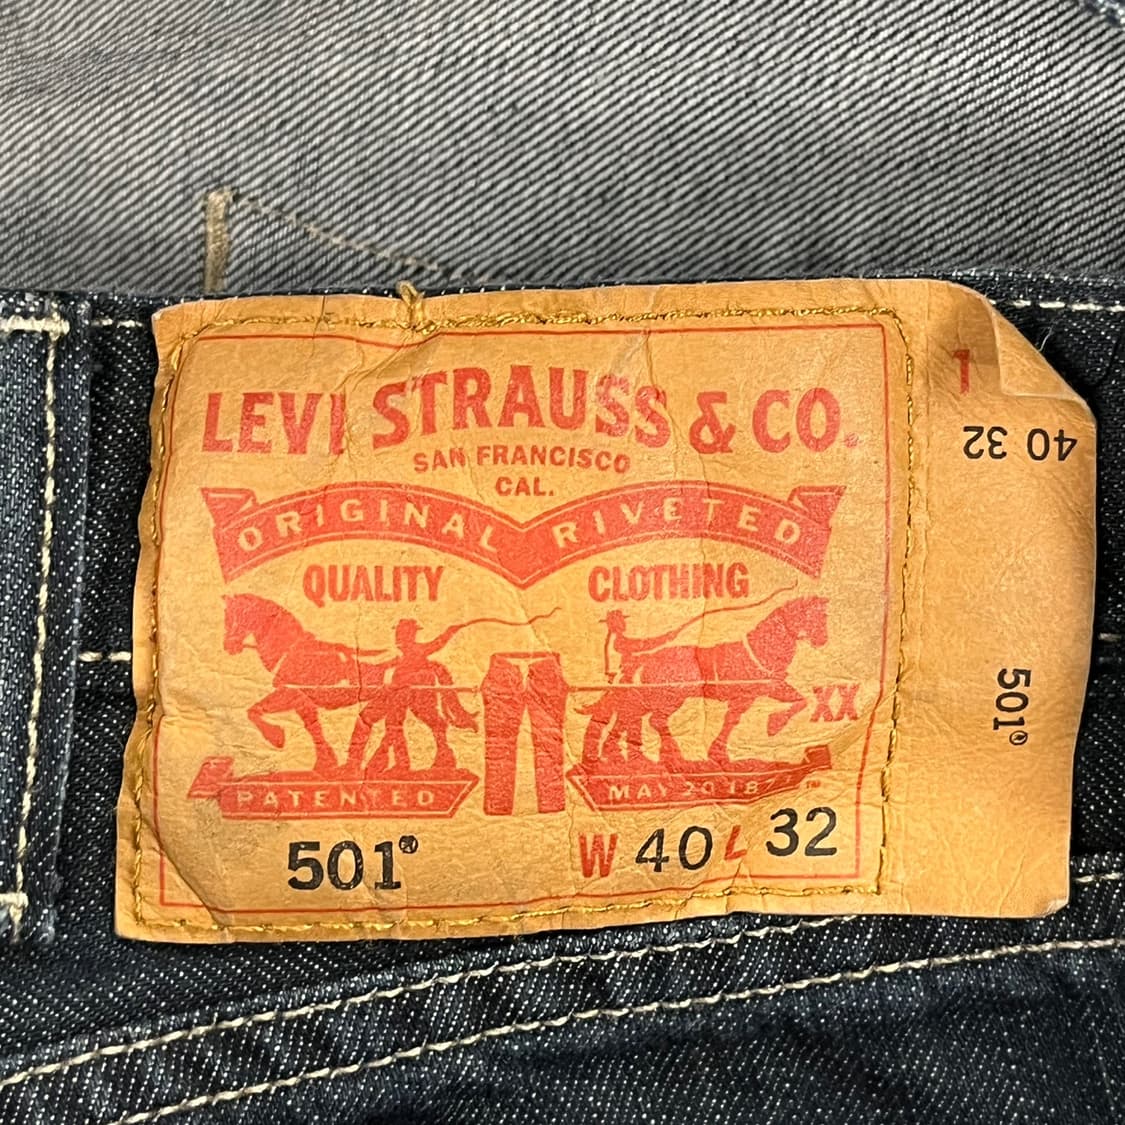 LEVI STRAUSS & CO.
SAN FRANCISCO
CAL.
ORIGINAL RIVETED
QUALITY CLOTHING
XX
PATENTED MAY 20 1873™
501® W 40 L 32
1
40 32
501®